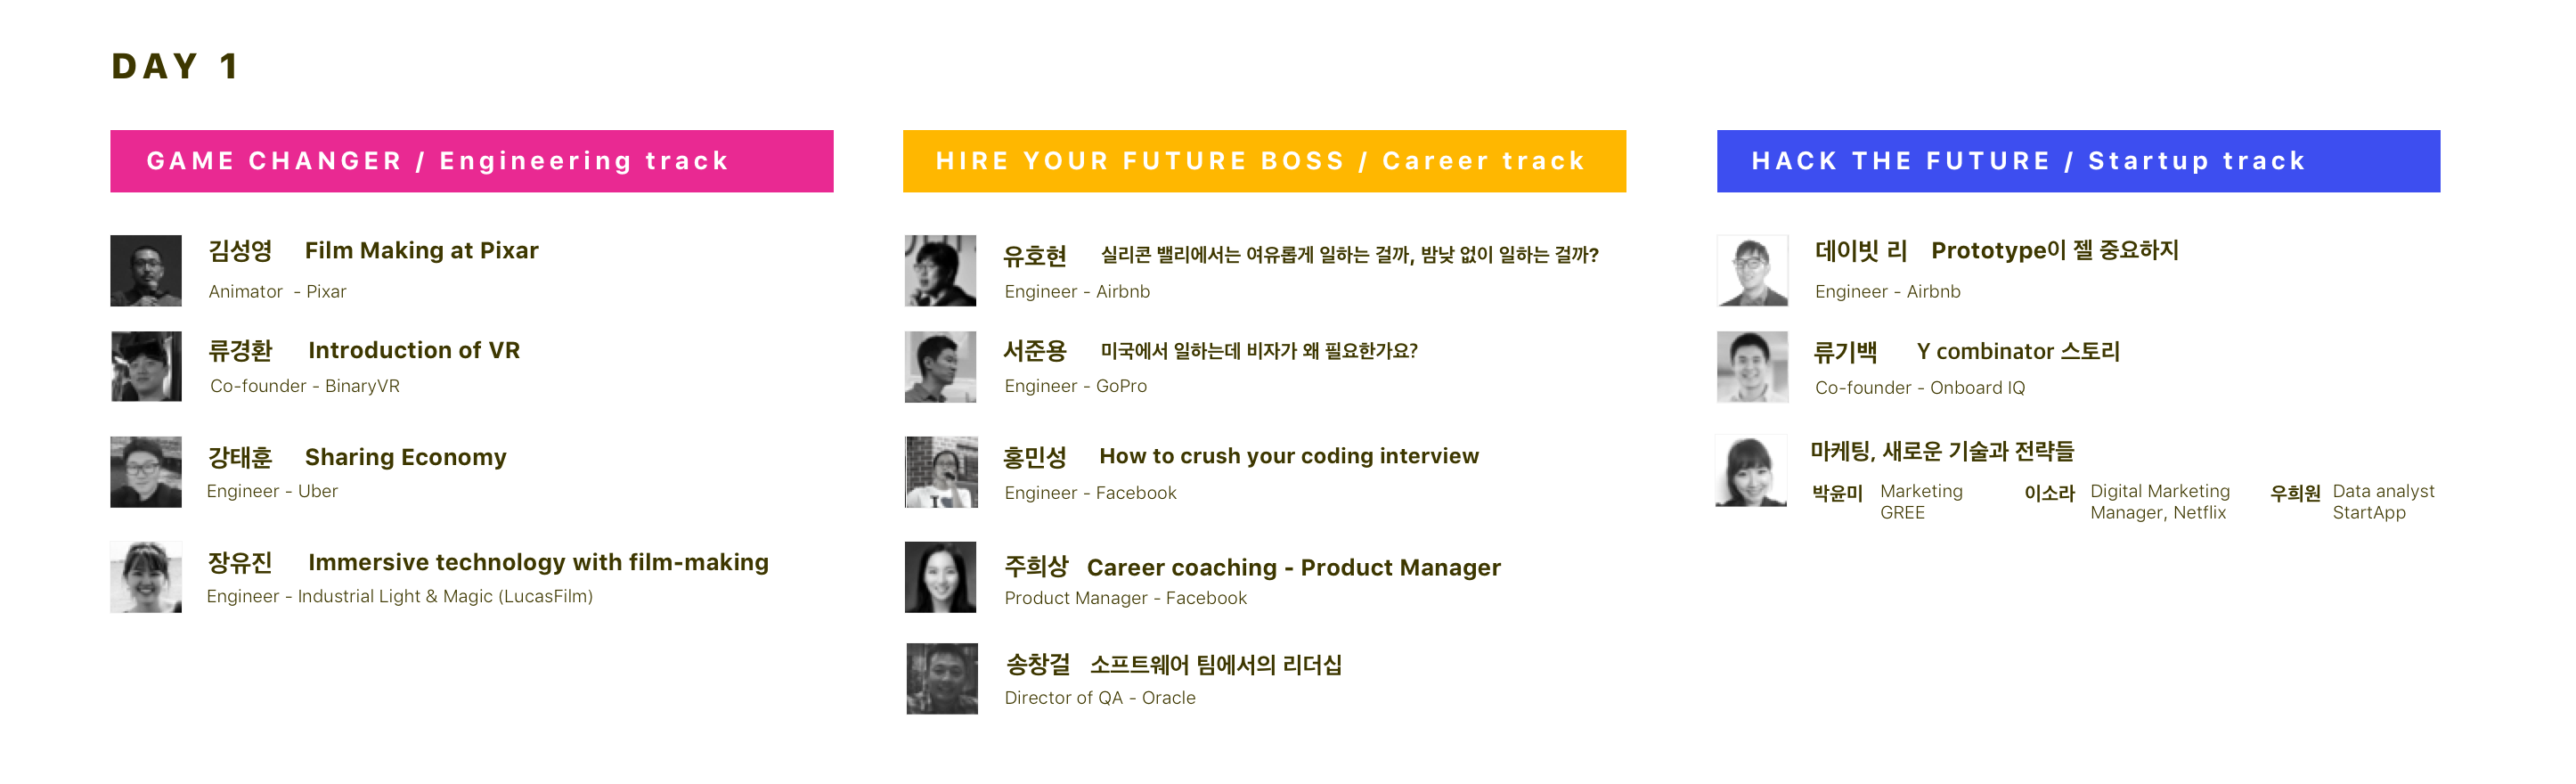 DAY 1
GAME CHANGER / Engineering track
김성영 Film Making at Pixar
Animator - Pixar
류경환 Introduction of VR
Co-founder - BinaryVR
강태훈 Sharing Economy
Engineer - Uber
장유진 Immersive technology with film-making
Engineer - Industrial Light & Magic (LucasFilm)
HIRE YOUR FUTURE BOSS / Career track
유호현 실리콘 밸리에서는 여유롭게 일하는 걸까, 밤낮 없이 일하는 걸까?
Engineer - Airbnb
서준용 미국에서 일하는데 비자가 왜 필요한가요?
Engineer - GoPro
홍민성 How to crush your coding interview
Engineer - Facebook
주희상 Career coaching - Product Manager
Product Manager - Facebook
송창걸 소프트웨어 팀에서의 리더십
Director of QA - Oracle
HACK THE FUTURE / Startup track
데이빗 리 Prototype이 젤 중요하지
Engineer - Airbnb
류기백 Y combinator 스토리
Co-founder - Onboard IQ
마케팅, 새로운 기술과 전략들
박윤미 Marketing
GREE
이소라 Digital Marketing
Manager, Netflix
우희원 Data analyst
StartApp